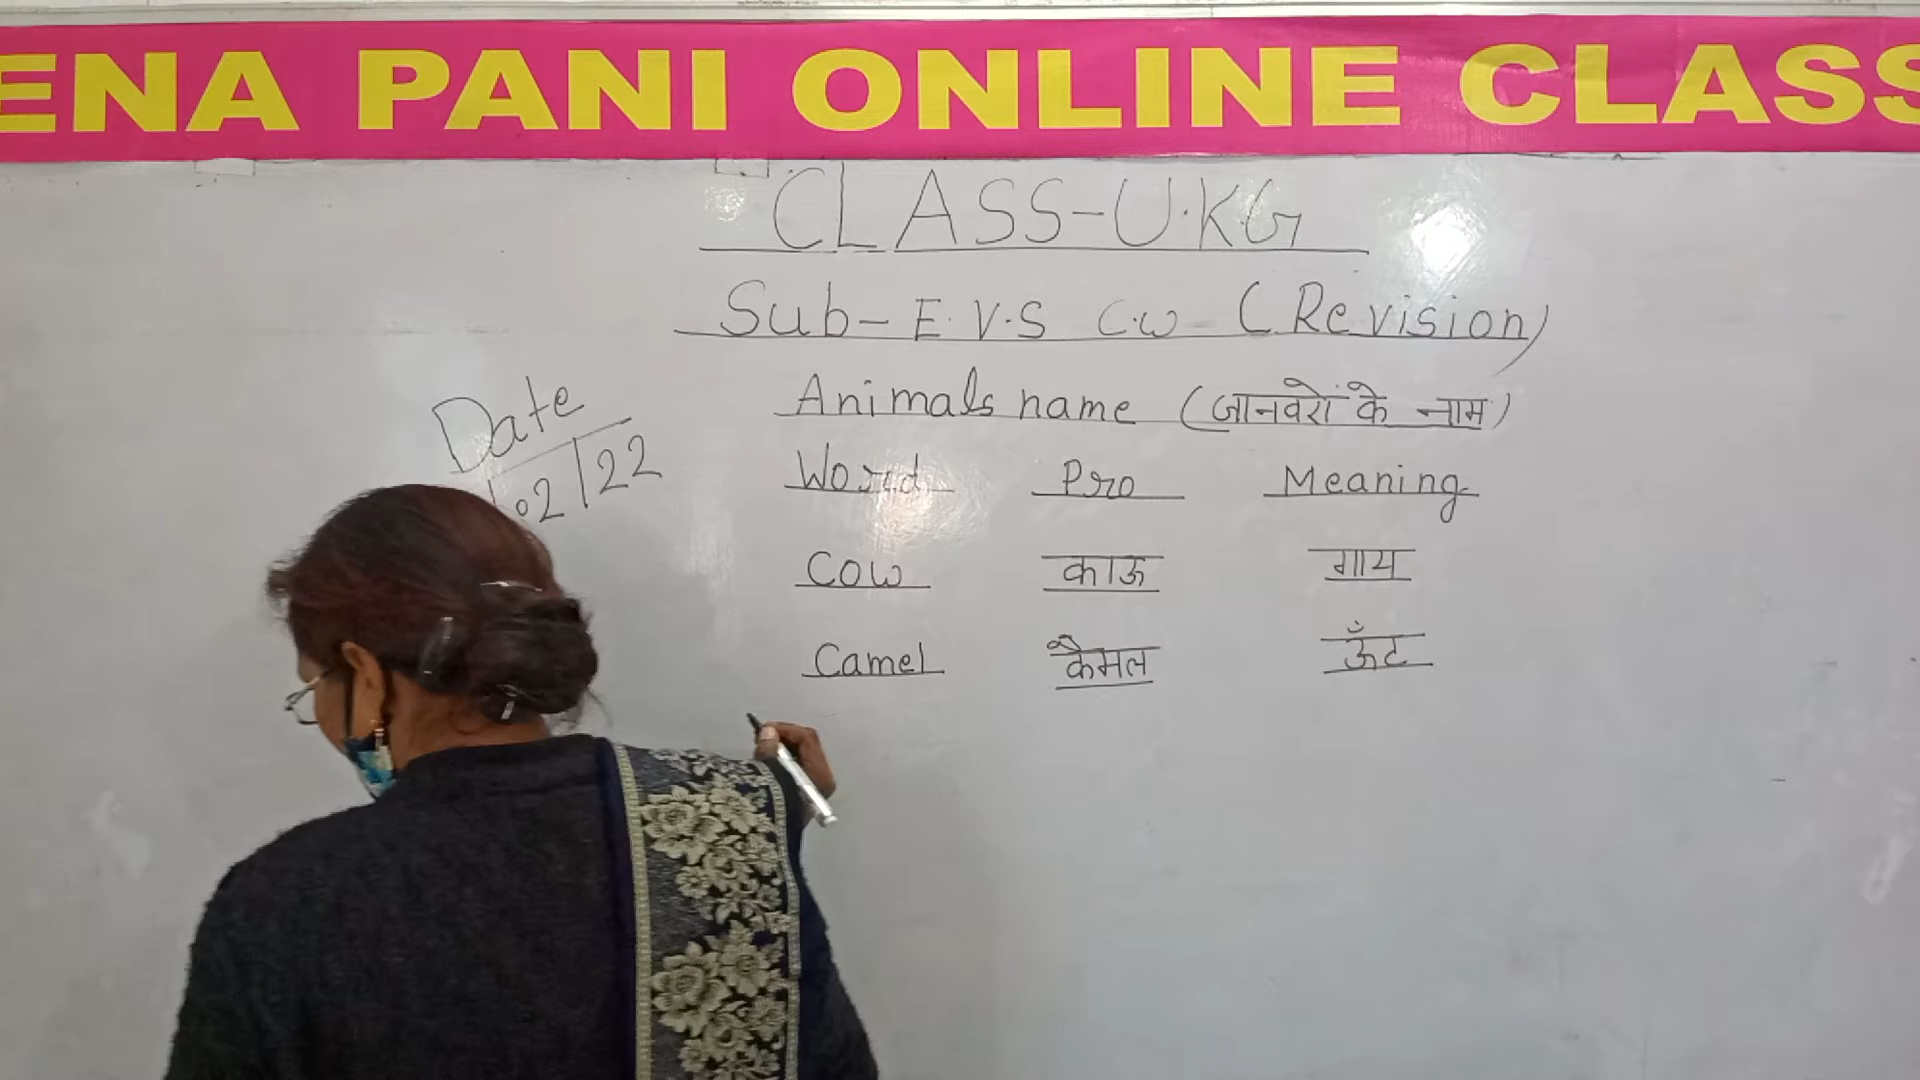 ENA PANI ONLINE CLASS
CLASS-U.KG
Sub- E.V.S C.W (Revision)
Animals name (जानवरों के नाम)
Date
02/22
Word Pro Meaning
Cow काऊ गाय
Camel कैमल ऊँट